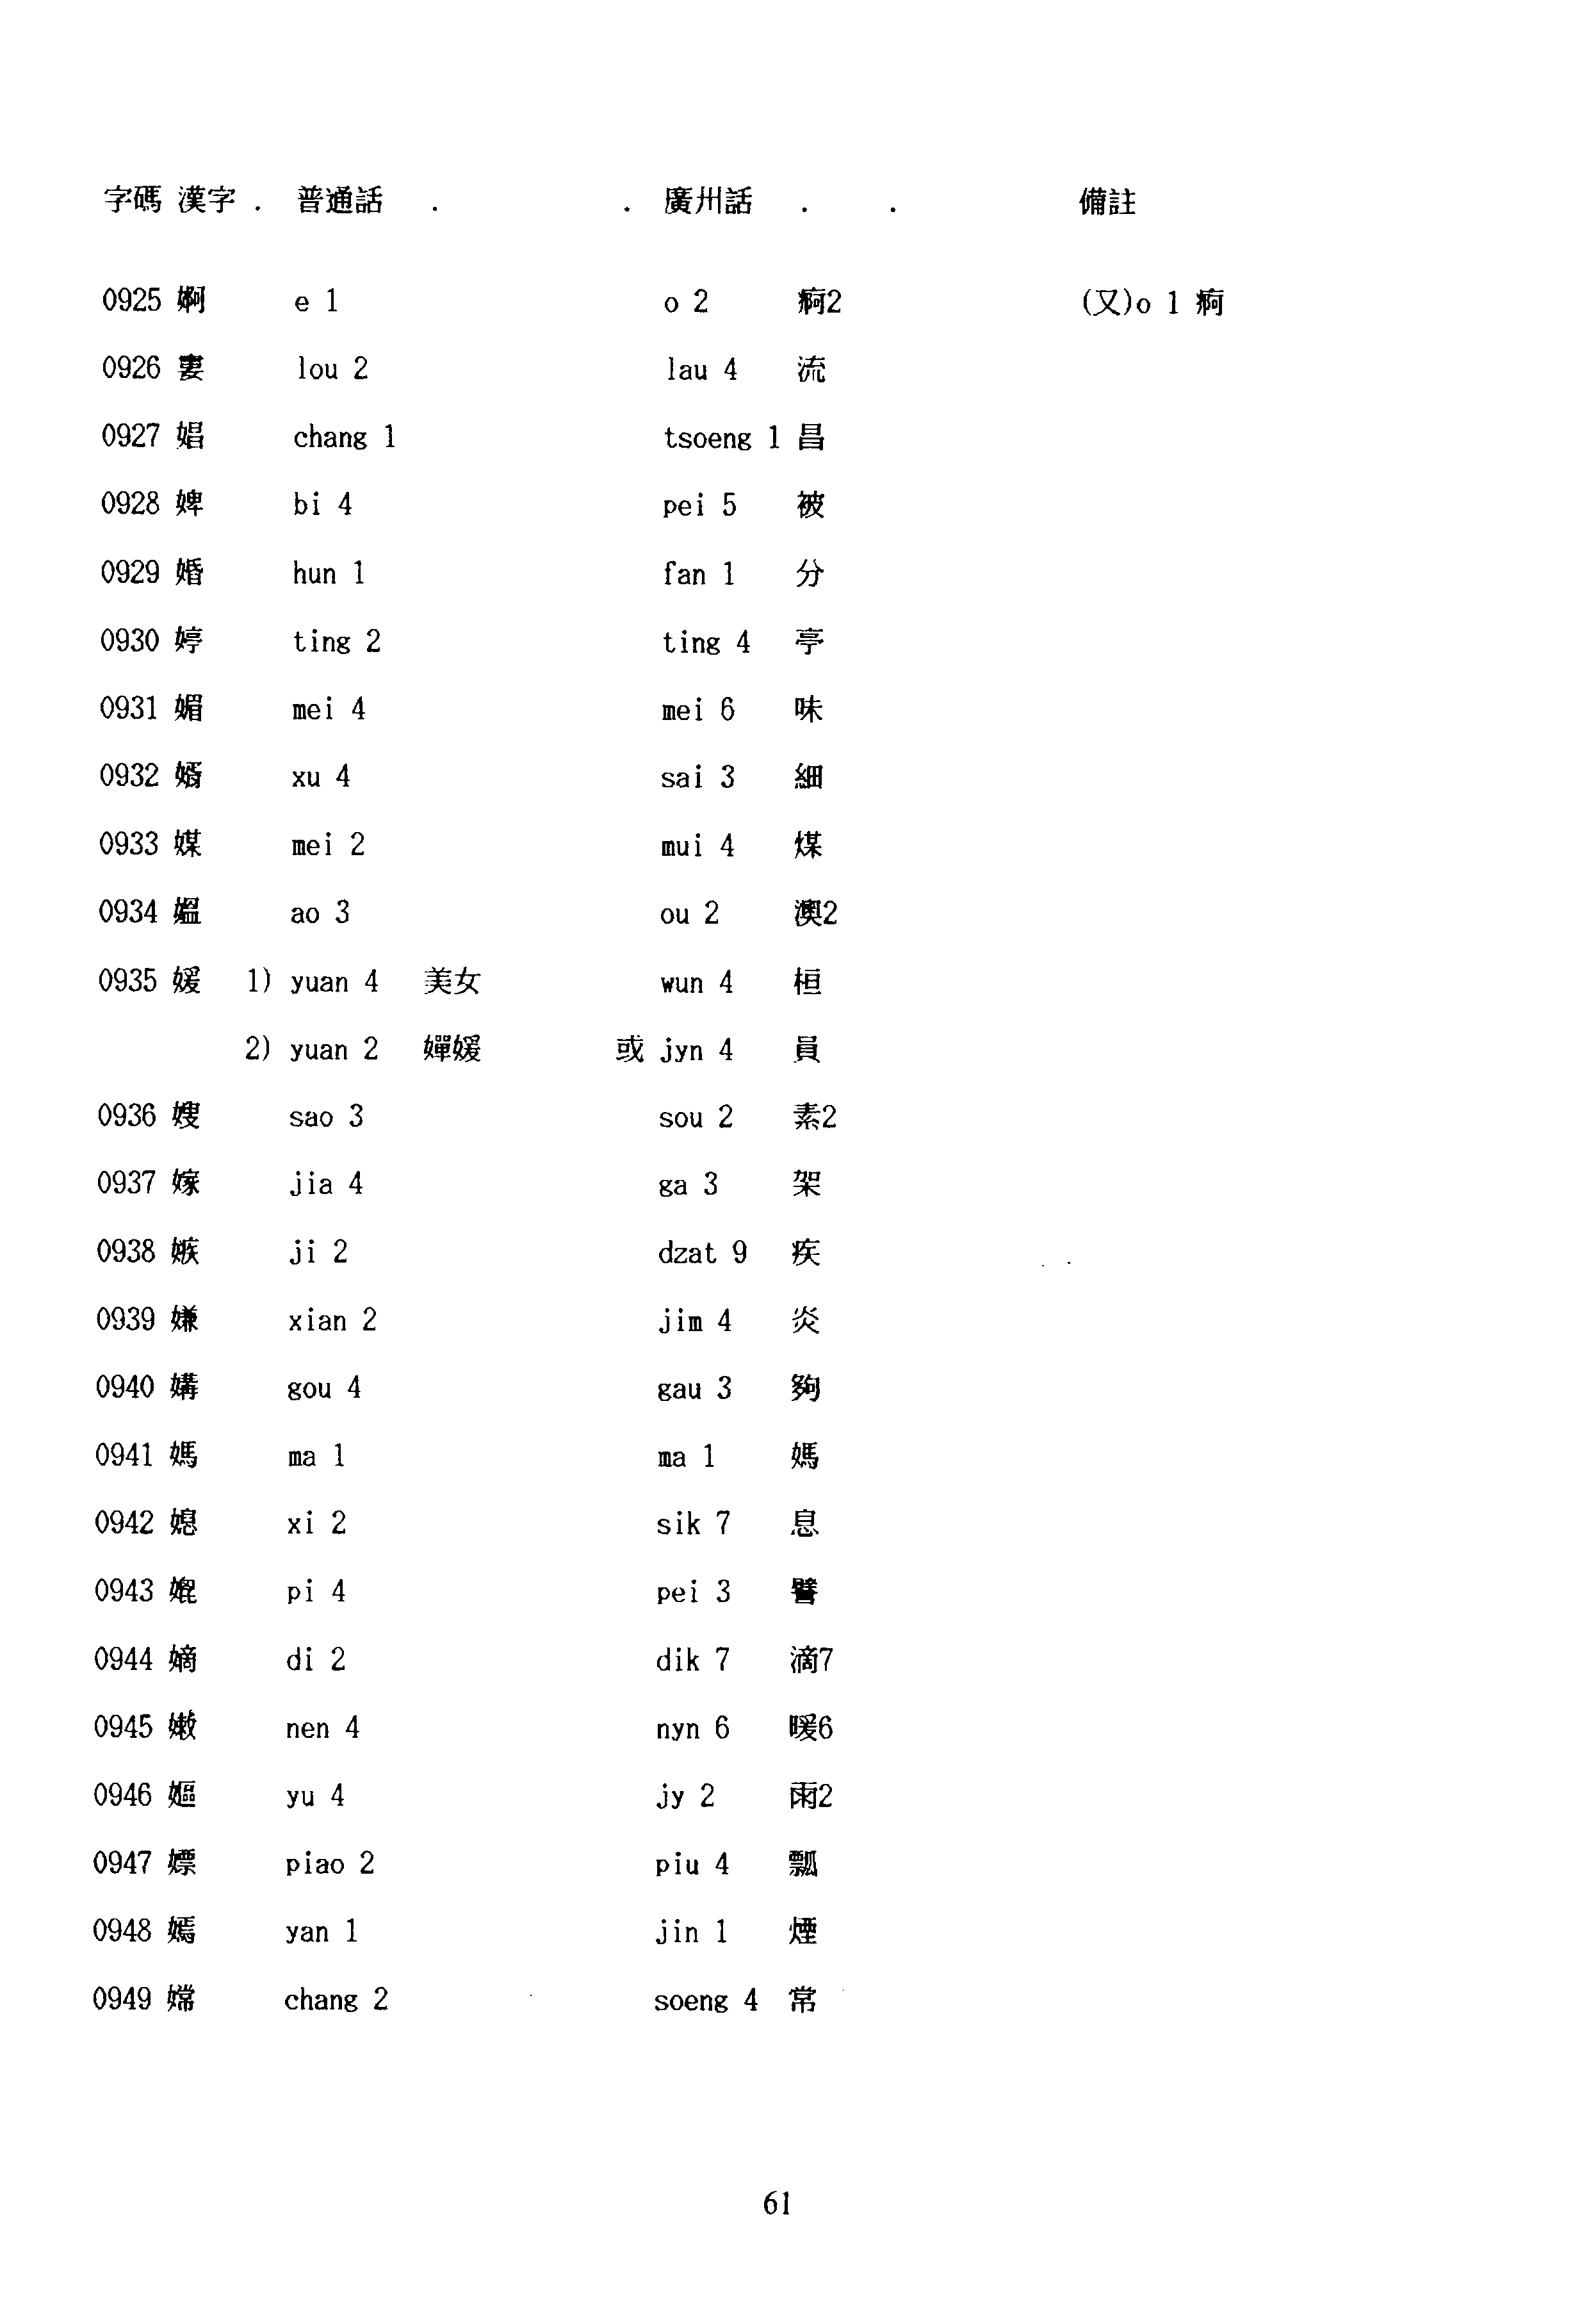 字碼 漢字 . 普通話 . . 廣州話 . . 備註
0925 婀 e 1 o 2 痾2 (又)o 1 痾
0926 婁 lou 2 lau 4 流
0927 娼 chang 1 tsoeng 1 昌
0928 婢 bi 4 pei 5 被
0929 婚 hun 1 fan 1 分
0930 婷 ting 2 ting 4 亭
0931 媚 mei 4 mei 6 味
0932 婿 xu 4 sai 3 細
0933 媒 mei 2 mui 4 煤
0934 媼 ao 3 ou 2 澳2
0935 媛 1) yuan 4 美女 wun 4 桓
2) yuan 2 嬋媛 或 jyn 4 員
0936 嫂 sao 3 sou 2 素2
0937 嫁 jia 4 ga 3 架
0938 嫉 ji 2 dzat 9 疾
0939 嫌 xian 2 jim 4 炎
0940 媾 gou 4 gau 3 夠
0941 媽 ma 1 ma 1 媽
0942 媳 xi 2 sik 7 息
0943 媲 pi 4 pei 3 譬
0944 嫡 di 2 dik 7 滴7
0945 嫩 nen 4 nyn 6 暖6
0946 嫗 yu 4 jy 2 雨2
0947 嫖 piao 2 piu 4 瓢
0948 嫣 yan 1 jin 1 煙
0949 嫦 chang 2 soeng 4 常
61